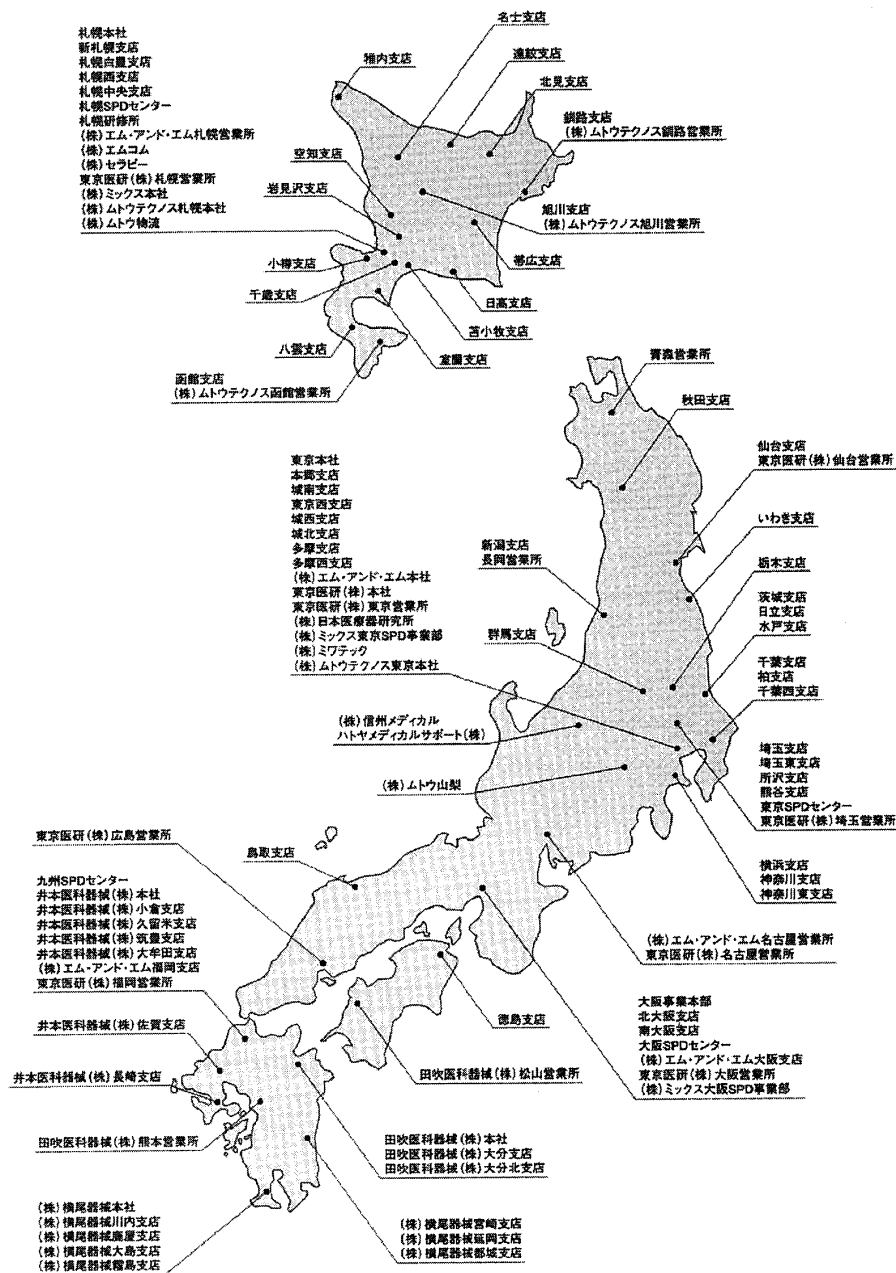 札幌本社
新札幌支店
札幌白豊支店
札幌西支店
札幌中央支店
札幌SPDセンター
札幌研修所
(株)エム・アンド・エム札幌営業所
(株)エムコム
(株)セラピー
東京医研(株)札幌営業所
(株)ミックス本社
(株)ムトウテクノス札幌本社
(株)ムトウ物流
名士支店
稚内支店
遠紋支店
北見支店
釧路支店
(株)ムトウテクノス釧路営業所
空知支店
岩見沢支店
旭川支店
(株)ムトウテクノス旭川営業所
小樽支店
帯広支店
千歳支店
日高支店
苫小牧支店
八雲支店
室蘭支店
函館支店
(株)ムトウテクノス函館営業所
青森営業所
秋田支店
仙台支店
東京医研(株)仙台営業所
いわき支店
栃木支店
茨城支店
日立支店
水戸支店
千葉支店
柏支店
千葉西支店
東京本社
本郷支店
城南支店
東京西支店
城西支店
城北支店
多摩支店
多摩西支店
(株)エム・アンド・エム本社
東京医研(株)本社
東京医研(株)東京営業所
(株)日本医療器研究所
(株)ミックス東京SPD事業部
(株)ミワテック
(株)ムトウテクノス東京本社
新潟支店
長岡営業所
群馬支店
(株)信州メディカル
ハトヤメディカルサポート(株)
(株)ムトウ山梨
埼玉支店
埼玉東支店
所沢支店
熊谷支店
東京SPDセンター
東京医研(株)埼玉営業所
横浜支店
神奈川支店
神奈川東支店
東京医研(株)広島営業所
鳥取支店
九州SPDセンター
井本医科器械(株)本社
井本医科器械(株)小倉支店
井本医科器械(株)久留米支店
井本医科器械(株)筑豊支店
井本医科器械(株)大牟田支店
(株)エム・アンド・エム福岡支店
東京医研(株)福岡営業所
(株)エム・アンド・エム名古屋営業所
東京医研(株)名古屋営業所
大阪事業本部
北大阪支店
南大阪支店
大阪SPDセンター
(株)エム・アンド・エム大阪支店
東京医研(株)大阪営業所
(株)ミックス大阪SPD事業部
徳島支店
井本医科器械(株)佐賀支店
井本医科器械(株)長崎支店
田吹医科器械(株)松山営業所
田吹医科器械(株)熊本営業所
田吹医科器械(株)本社
田吹医科器械(株)大分支店
田吹医科器械(株)大分北支店
(株)横尾器械本社
(株)横尾器械川内支店
(株)横尾器械鹿屋支店
(株)横尾器械大島支店
(株)横尾器械霧島支店
(株)横尾器械宮崎支店
(株)横尾器械延岡支店
(株)横尾器械都城支店